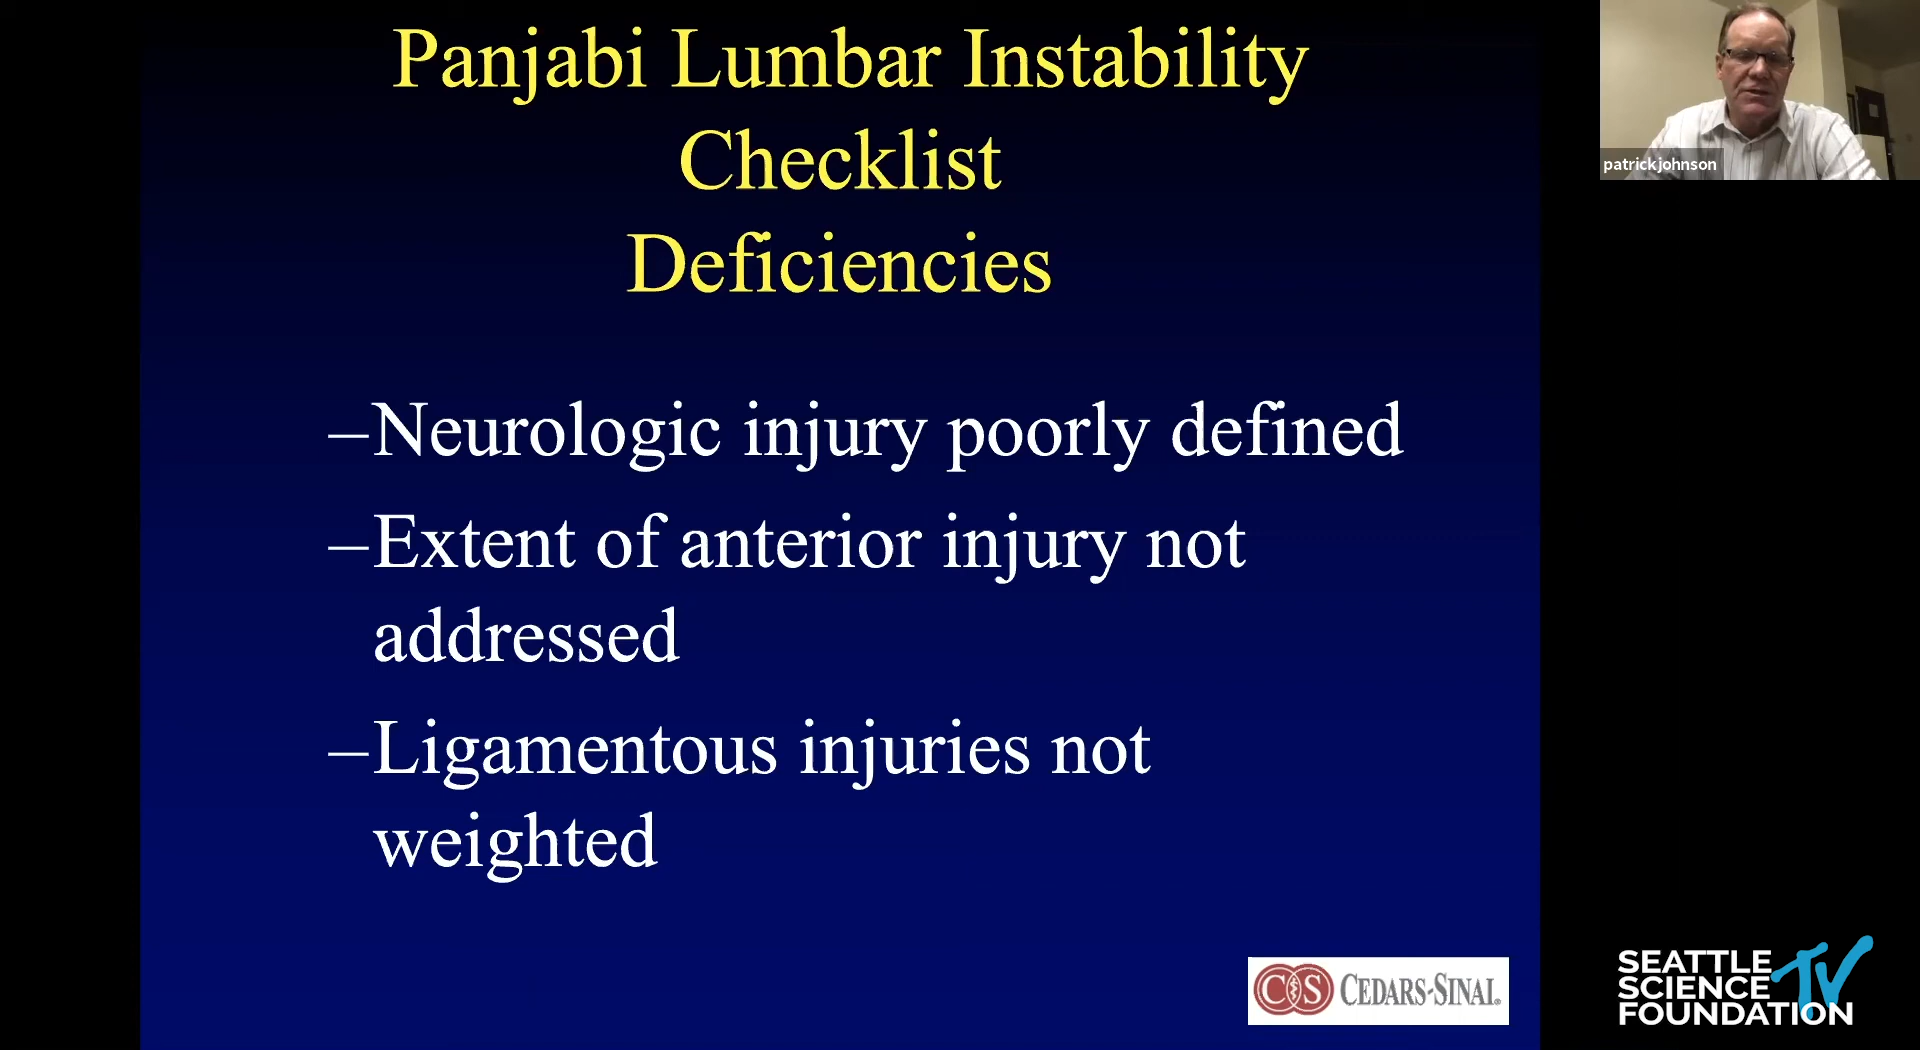 Panjabi Lumbar Instability
Checklist
Deficiencies
–Neurologic injury poorly defined
–Extent of anterior injury not
addressed
–Ligamentous injuries not
weighted
patrickjohnson
CS CEDARS-SINAI®
SEATTLE
SCIENCE
FOUNDATION
TV